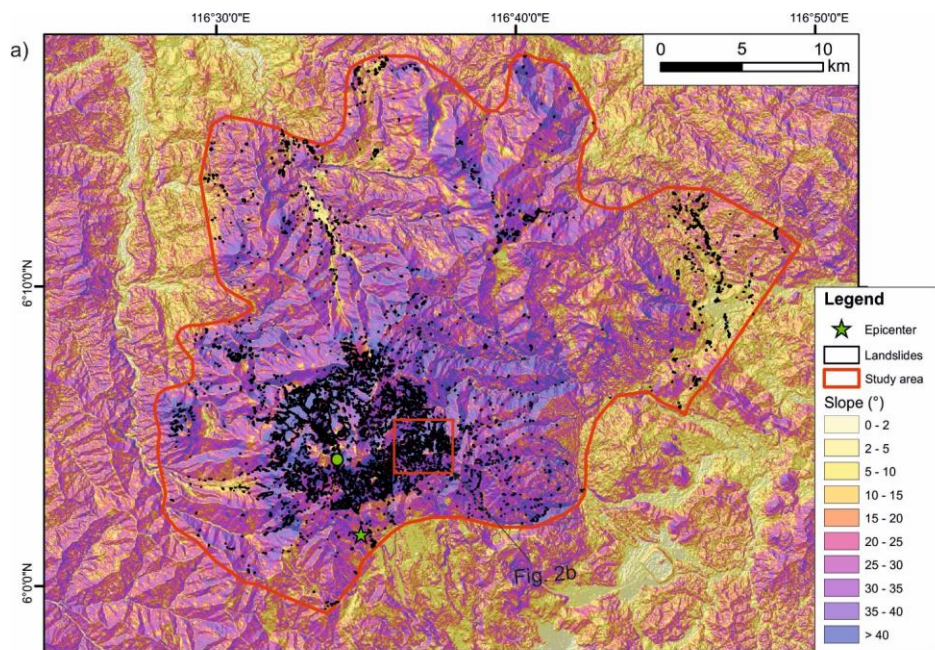 a)
116°30'0"E
116°40'0"E
116°50'0"E
0 5 10
km
6°10'0"N
6°0'0"N
Fig. 2b
Legend
Epicenter
Landslides
Study area
Slope (°)
0 - 2
2 - 5
5 - 10
10 - 15
15 - 20
20 - 25
25 - 30
30 - 35
35 - 40
> 40